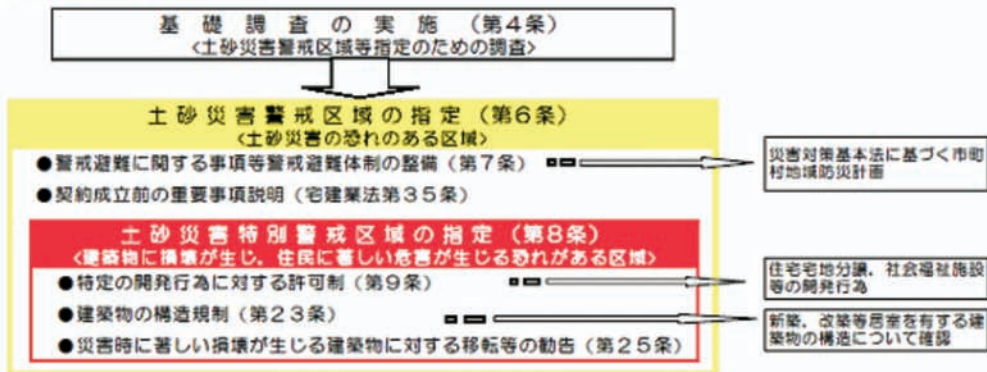 基礎調査の実施（第４条）
<土砂災害警戒区域等指定のための調査>
土砂災害警戒区域の指定（第６条）
<土砂災害の恐れのある区域>
●警戒避難に関する事項等警戒避難体制の整備（第７条）
災害対策基本法に基づく市町
村地域防災計画
●契約成立前の重要事項説明（宅建業法第３５条）
土砂災害特別警戒区域の指定（第８条）
<建築物に損壊が生じ、住民に著しい危害が生じる恐れがある区域>
●特定の開発行為に対する許可制（第９条）
住宅宅地分譲、社会福祉施設
等の開発行為
●建築物の構造規制（第２３条）
新築、改築等居室を有する建
築物の構造について確認
●災害時に著しい損壊が生じる建築物に対する移転等の勧告（第２５条）